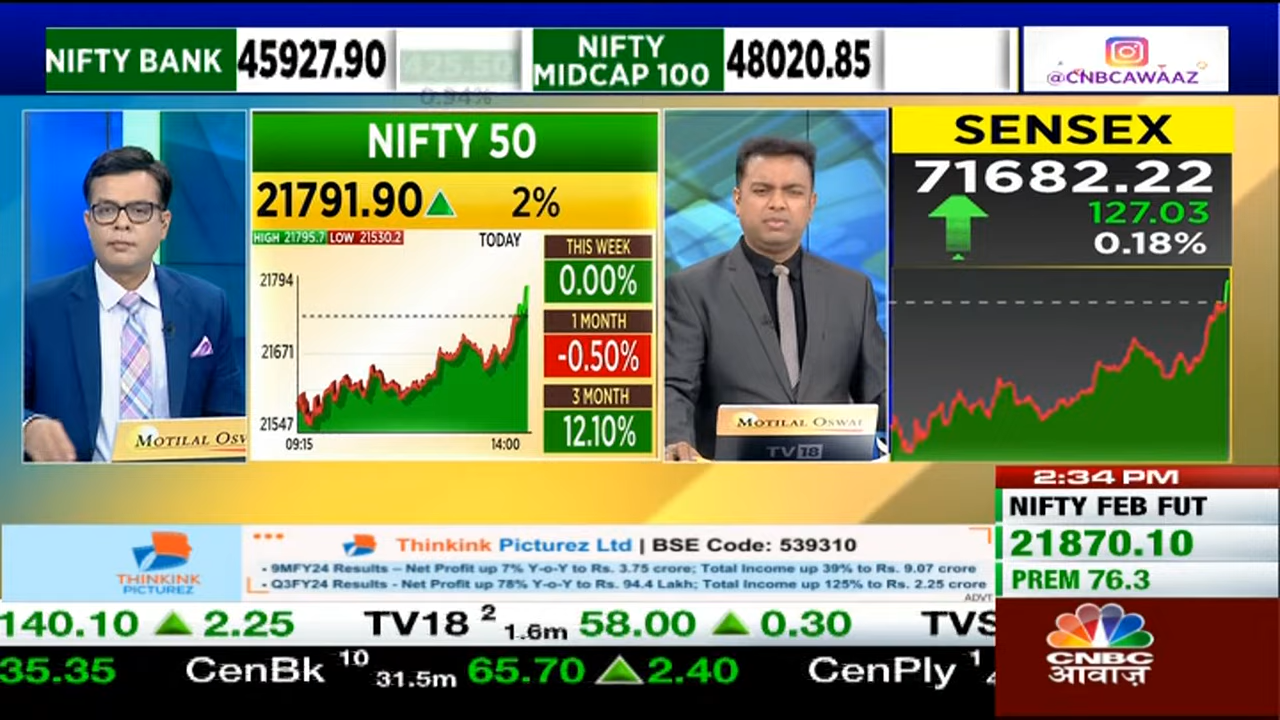 NIFTY BANK 45927.90 425.50
0.94%
NIFTY MIDCAP 100 48020.85
@CNBCAWAAZ
NIFTY 50
21791.90 2%
HIGH 21795.7 LOW 21530.2 TODAY
21794
21671
21547
09:15 14:00
THIS WEEK
0.00%
1 MONTH
-0.50%
3 MONTH
12.10%
MOTILAL OSW
MOTILAL OSWAL
TV18
SENSEX
71682.22
127.03
0.18%
2:34 PM
NIFTY FEB FUT
21870.10
PREM 76.3
THINKINK
PICTUREZ
Thinkink Picturez Ltd | BSE Code: 539310
- 9MFY24 Results – Net Profit up 7% Y-o-Y to Rs. 3.75 crore; Total Income up 39% to Rs. 9.07 crore
- Q3FY24 Results - Net Profit up 78% Y-o-Y to Rs. 94.4 Lakh; Total Income up 125% to Rs. 2.25 crore
ADVT
140.10 2.25 TV18 2 1.6m 58.00 0.30 TVS
35.35 CenBk 10 31.5m 65.70 2.40 CenPly 1
CNBC
आवाज़